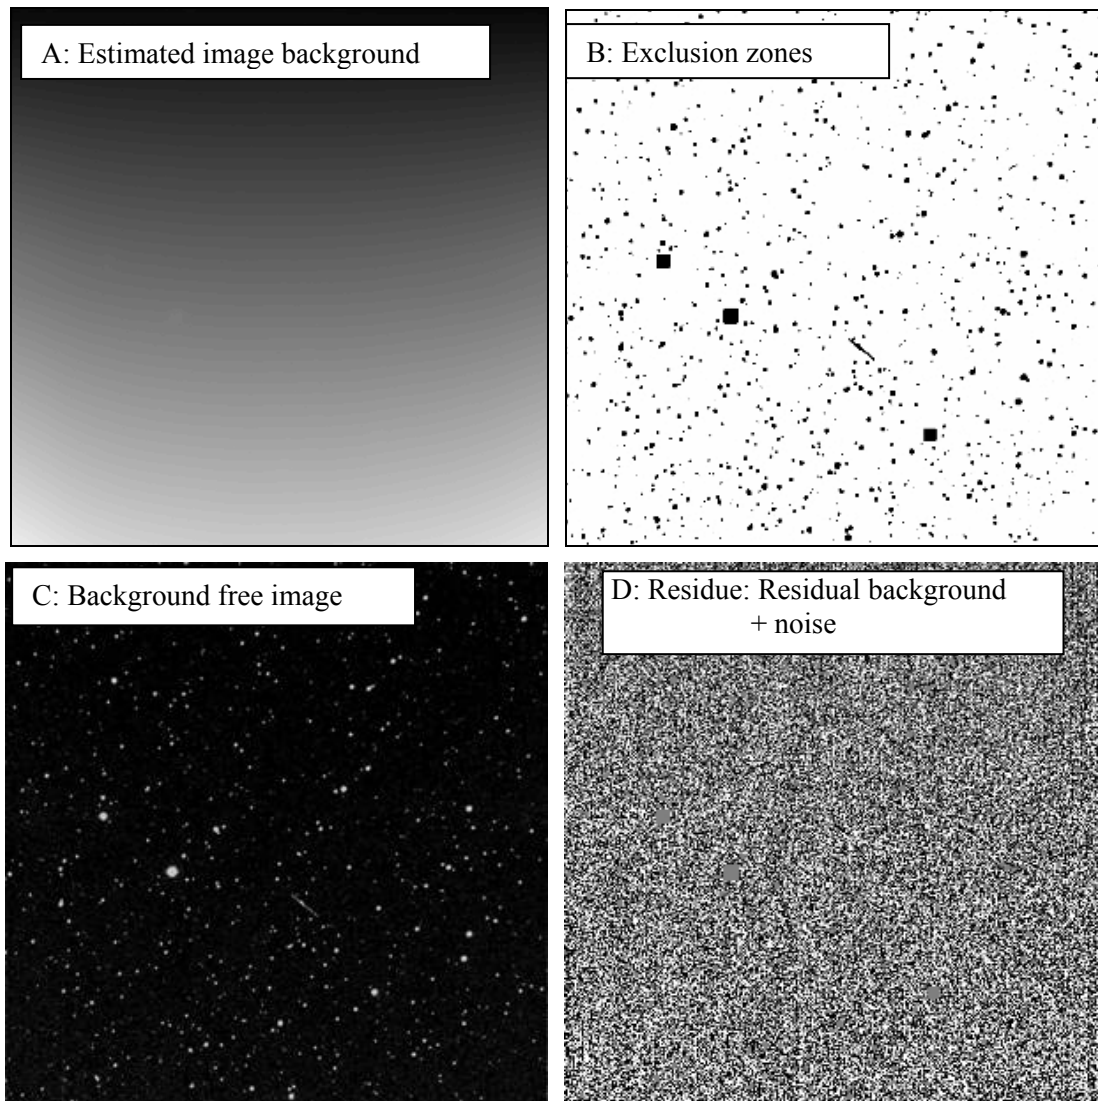 A: Estimated image background
B: Exclusion zones
C: Background free image
D: Residue: Residual background
+ noise